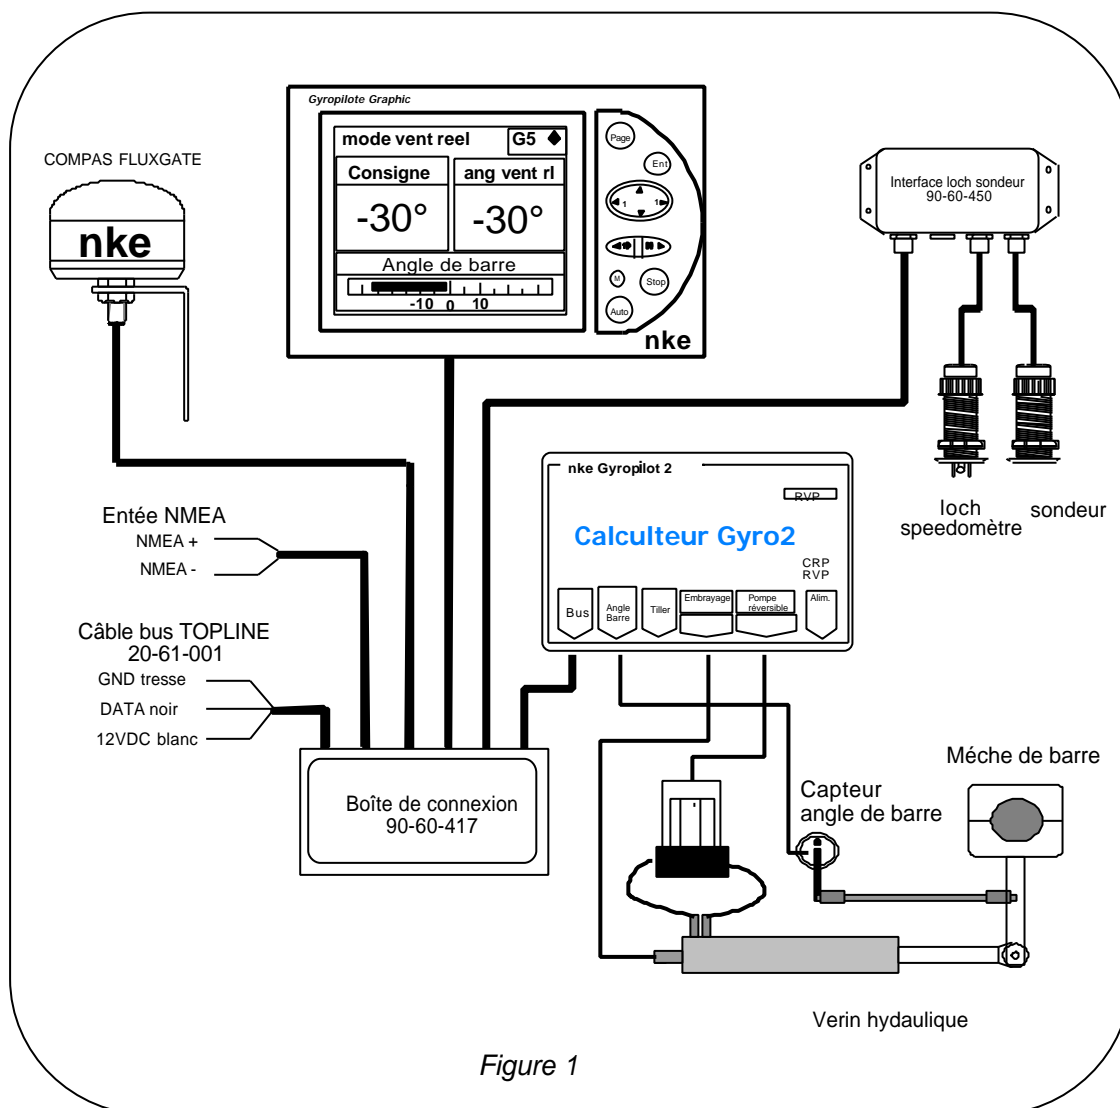 Gyropilote Graphic
mode vent reel
G5
Consigne
ang vent rl
-30°
-30°
Angle de barre
-10 0 10
Page
Ent
1 1
M
Stop
Auto
nke
COMPAS FLUXGATE
nke
Interface loch sondeur
90-60-450
loch
speedomètre
sondeur
nke Gyropilot 2
RVP
Calculteur Gyro2
CRP
RVP
Bus
Angle
Barre
Tiller
Embrayage
Pompe
réversible
Alim.
Entée NMEA
NMEA +
NMEA -
Câble bus TOPLINE
20-61-001
GND tresse
DATA noir
12VDC blanc
Boîte de connexion
90-60-417
Capteur
angle de barre
Méche de barre
Verin hydaulique
Figure 1